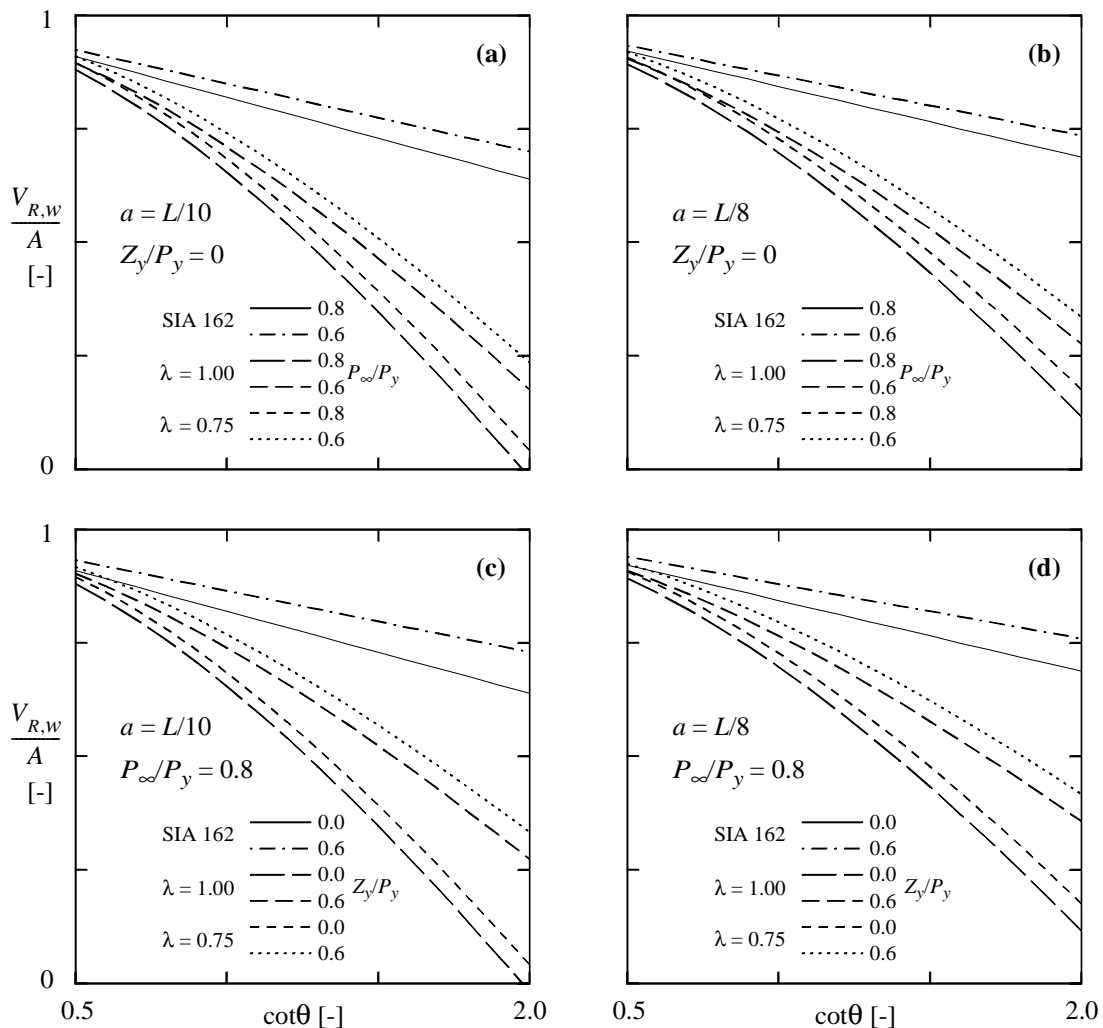 1
(a)
V_{R,w}
A
[-]
a = L/10
Z_y/P_y = 0
SIA 162
0.8
0.6
λ = 1.00
0.8
0.6
P_∞/P_y
λ = 0.75
0.8
0.6
0
(b)
a = L/8
Z_y/P_y = 0
SIA 162
0.8
0.6
λ = 1.00
0.8
0.6
P_∞/P_y
λ = 0.75
0.8
0.6
1
(c)
V_{R,w}
A
[-]
a = L/10
P_∞/P_y = 0.8
SIA 162
0.0
0.6
λ = 1.00
0.0
0.6
Z_y/P_y
λ = 0.75
0.0
0.6
0
0.5
cotθ [-]
2.0
(d)
a = L/8
P_∞/P_y = 0.8
SIA 162
0.0
0.6
λ = 1.00
0.0
0.6
Z_y/P_y
λ = 0.75
0.0
0.6
0.5
cotθ [-]
2.0